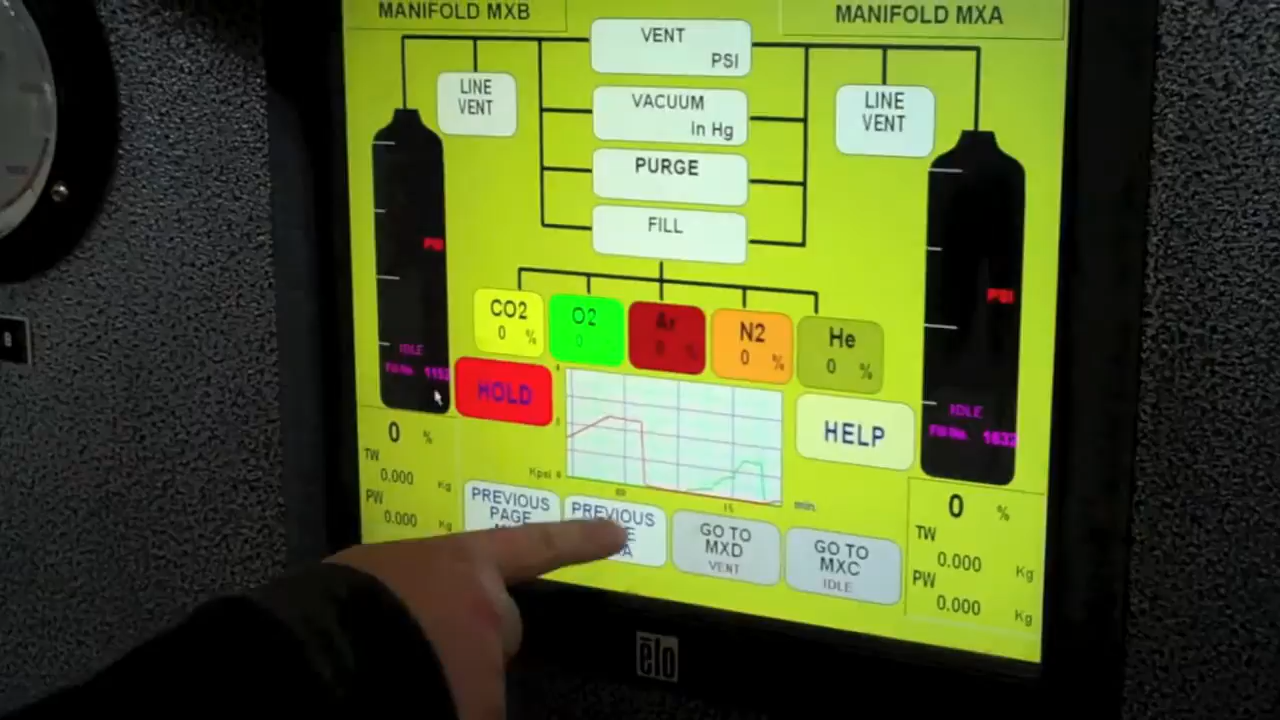 MANIFOLD MXB
MANIFOLD MXA
VENT
PSI
LINE
VENT
VACUUM
In Hg
LINE
VENT
PURGE
FILL
PSI
PSI
CO2
0 %
O2
0
Ar
0 %
N2
0 %
He
0 %
IDLE
Fill No. 1152
HOLD
HELP
IDLE
Fill No. 1632
0 %
TW
0.000 Kg
PW
0.000 Kg
Kpsi
min
15
PREVIOUS
PAGE
PREVIOUS
GO TO
MXD
VENT
GO TO
MXC
IDLE
0 %
TW
0.000 Kg
PW
0.000 Kg
elo